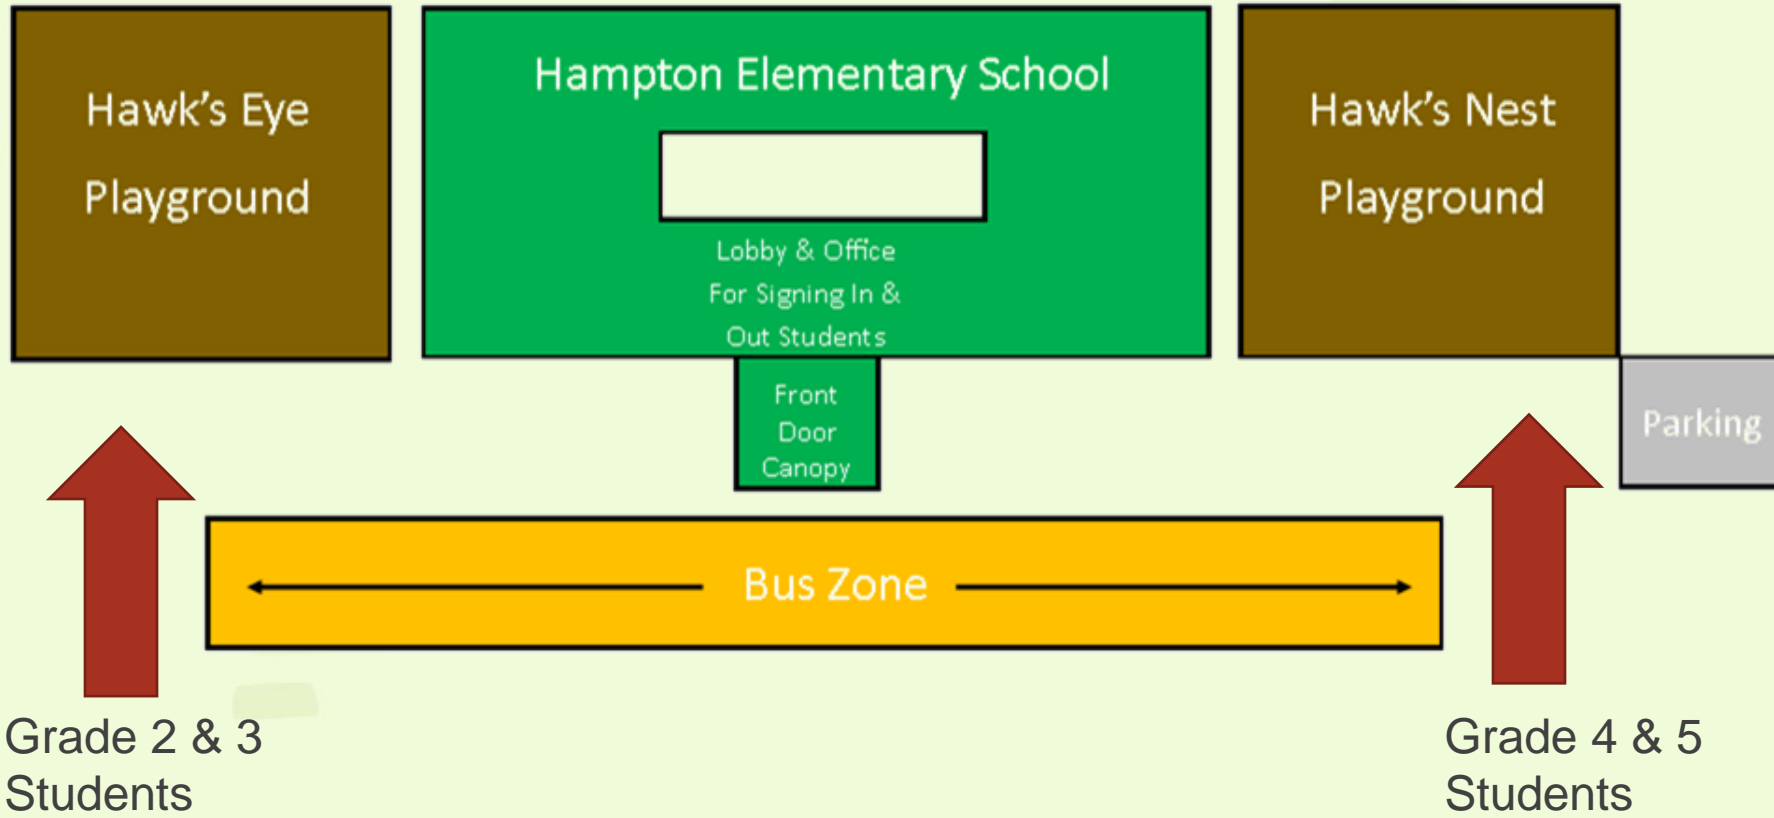 Hawk's Eye
Playground
Hampton Elementary School
Lobby & Office
For Signing In &
Out Students
Front
Door
Canopy
Hawk's Nest
Playground
Parking
Bus Zone
Grade 2 & 3
Students
Grade 4 & 5
Students